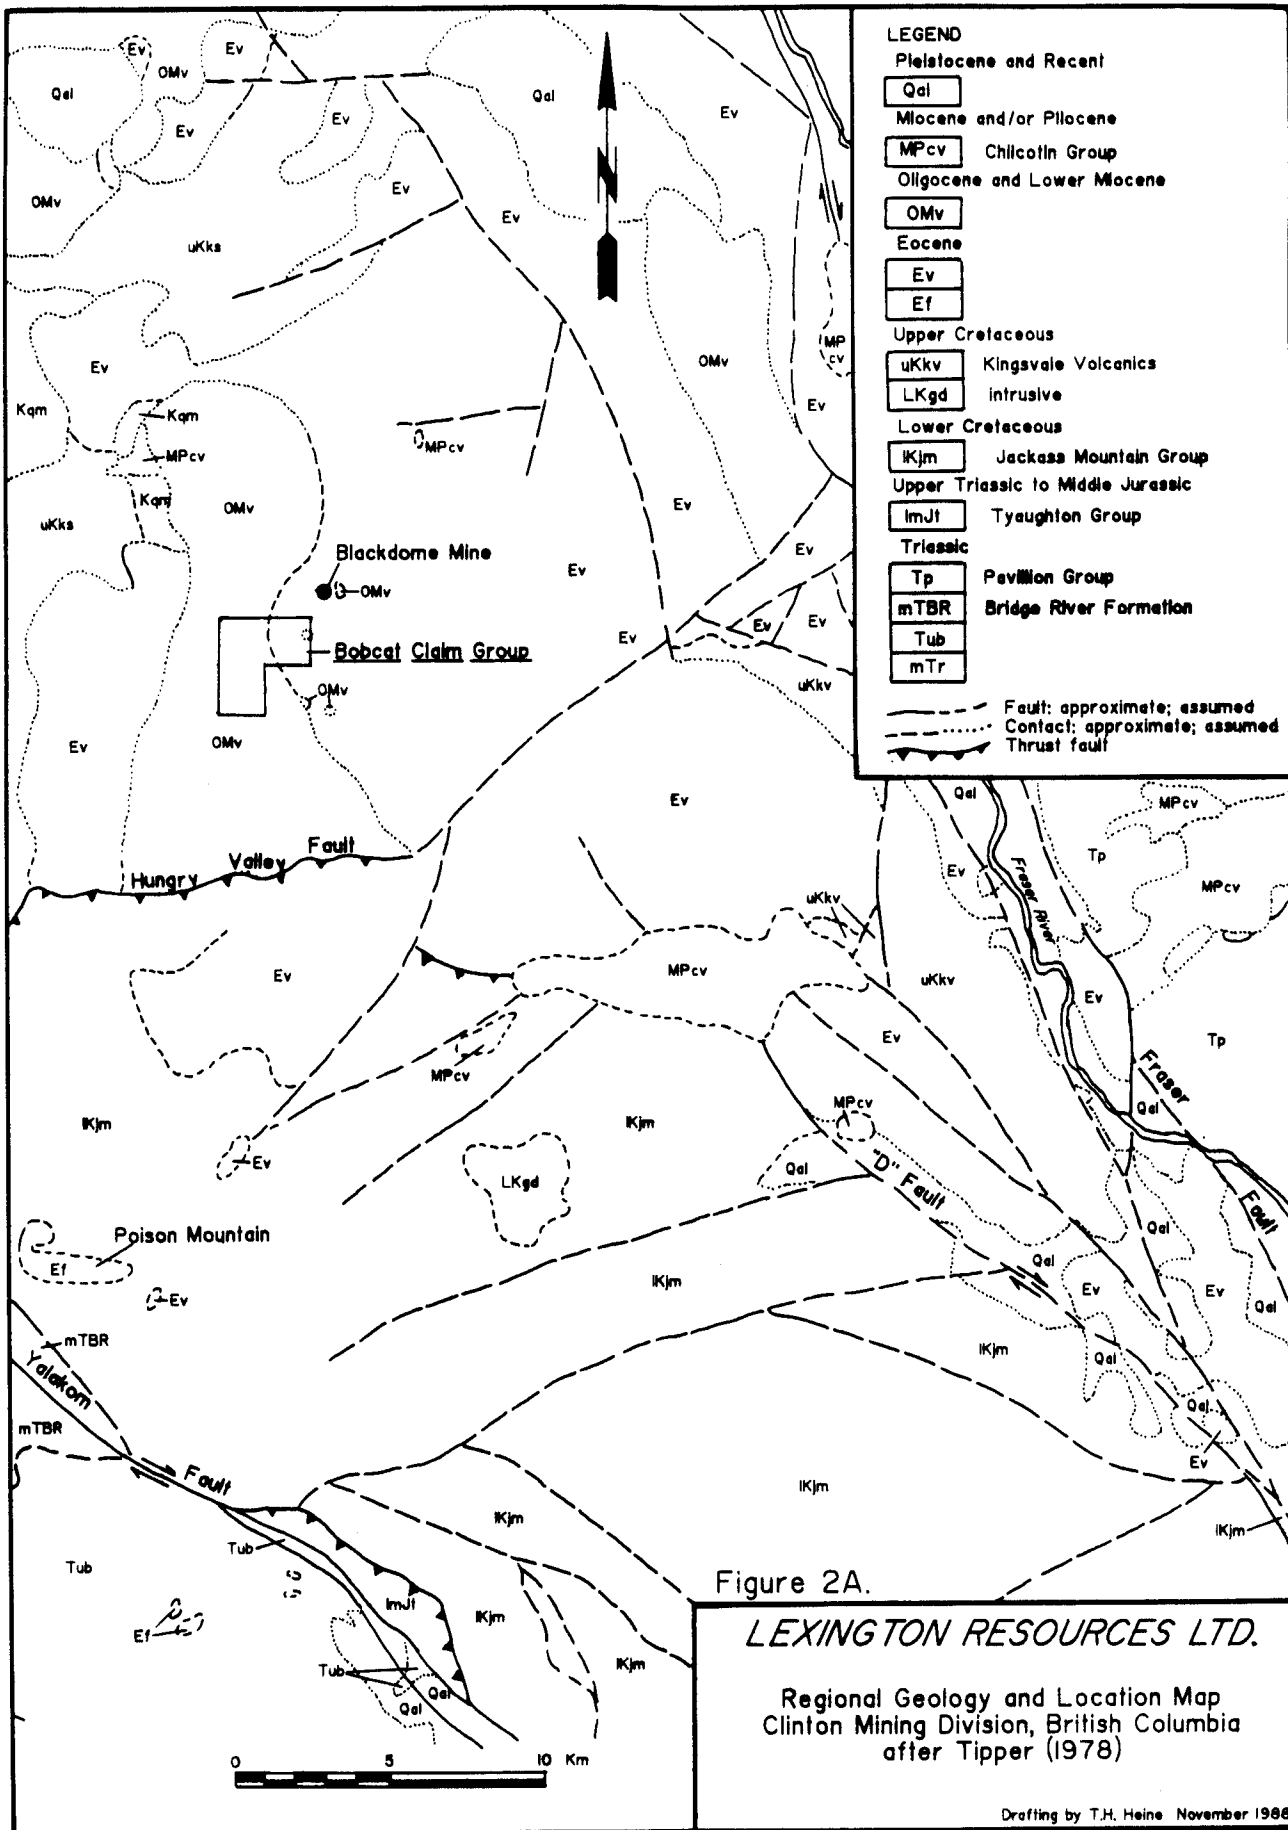 LEGEND
Pleistocene and Recent
Qal
Miocene and/or Pliocene
MPcv Chilcotin Group
Oligocene and Lower Miocene
OMv
Eocene
Ev
Ef
Upper Cretaceous
uKkv Kingsvale Volcanics
LKgd intrusive
Lower Cretaceous
lKjm Jackass Mountain Group
Upper Triassic to Middle Jurassic
lmJt Tyaughton Group
Triassic
Tp Pavillion Group
mTBR Bridge River Formation
Tub
mTr
Fault: approximate; assumed
Contact: approximate; assumed
Thrust fault
Ev
Ev
OMv
Qal
Ev
Ev
Qal
Ev
N
OMv
Ev
Ev
uKks
MP
cv
OMv
Ev
Kqm
Kqm
Ev
MPcv
MPcv
Kqm
OMv
uKks
Ev
Blackdome Mine
OMv
Ev
Ev
Ev
Ev
Ev
Bobcat Claim Group
uKkv
OMv
OMv
Ev
Ev
Qal
MPcv
Tp
Hungry Valley Fault
Ev
Fraser River
MPcv
uKkv
Ev
MPcv
uKkv
Ev
Ev
Tp
MPcv
Fraser Fault
MPcv
Qal
lKjm
lKjm
Ev
LKgd
Qal
"D" Fault
Poison Mountain
Ef
Ev
Qal
Qal
lKjm
Ev
Ev
Qal
mTBR
Yalakom Fault
lKjm
Qal
mTBR
Qal
Ev
lKjm
lKjm
lKjm
Tub
Tub
lmJt
lKjm
Ef
lKjm
Tub
Qal
Qal
0 5 10 Km
Figure 2A.
LEXINGTON RESOURCES LTD.
Regional Geology and Location Map
Clinton Mining Division, British Columbia
after Tipper (1978)
Drafting by T.H. Heine November 1988